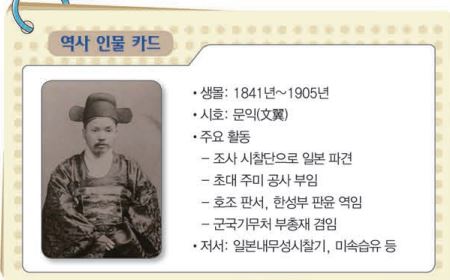 역사 인물 카드
• 생몰: 1841년~1905년
• 시호: 문익(文翼)
• 주요 활동
– 조사 시찰단으로 일본 파견
– 초대 주미 공사 부임
– 호조 판서, 한성부 판윤 역임
– 군국기무처 부총재 겸임
• 저서: 일본내무성시찰기, 미속습유 등